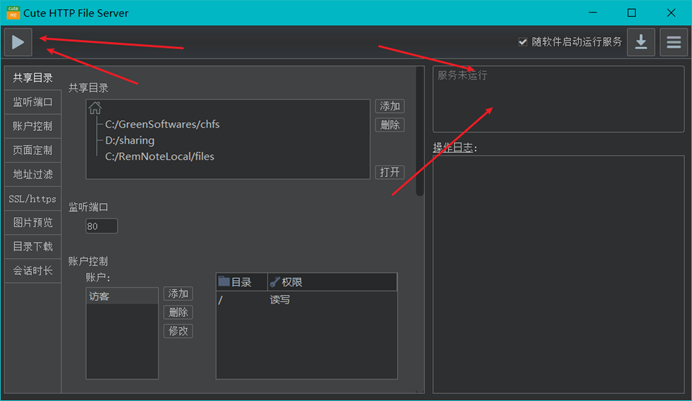 CUTE
Cute HTTP File Server
随软件启动运行服务
共享目录
监听端口
账户控制
页面定制
地址过滤
SSL/https
图片预览
目录下载
会话时长
共享目录
C:/GreenSoftwares/chfs
D:/sharing
C:/RemNoteLocal/files
添加
删除
打开
监听端口
80
账户控制
账户:
访客
添加
删除
修改
目录 权限
/ 读写
服务未运行
操作日志: